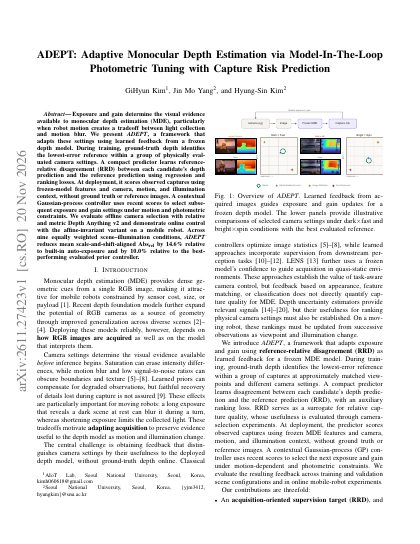 ADEPT: Adaptive Monocular Depth Estimation via Model-In-The-Loop
Photometric Tuning with Capture Risk Prediction
GiHyun Kim¹, Jin Mo Yang², and Hyung-Sin Kim²
Abstract—Exposure and gain determine the visual evidence
available to monocular depth estimation (MDE), particularly
when robot motion creates a tradeoff between light collection
and motion blur. We present ADEPT, a framework that
adapts these settings using learned feedback from a frozen
depth model. During training, ground-truth depth identifies
the lowest-error reference within a group of physically eval-
uated camera settings. A compact predictor learns reference-
relative disagreement (RRD) between each candidate's depth
prediction and the reference prediction using regression and
ranking losses. At deployment, it scores observed captures using
frozen-model features and camera, motion, and illumination
context, without ground truth or reference images. A contextual
Gaussian-process controller uses recent scores to select subse-
quent exposure and gain settings under motion and photometric
constraints. We evaluate offline camera selection with relative
and metric Depth Anything v2 and demonstrate online control
with the affine-invariant variant on a mobile robot. Across
nine equally weighted scene–illumination conditions, ADEPT
reduces mean scale-and-shift-aligned Abs_rel by 14.6% relative
to built-in auto-exposure and by 10.0% relative to the best-
performing evaluated prior controller.
I. INTRODUCTION
Monocular depth estimation (MDE) provides dense ge-
ometric cues from a single RGB image, making it at-
tractive for mobile robots constrained by sensor cost, size, or
payload [1]. Recent depth foundation models further expand
the potential of RGB cameras as a source of geometry
through improved generalization across diverse scenes [2]–
[4]. Deploying these models reliably, however, depends on
how RGB images are acquired as well as on the model
that interprets them.
Camera settings determine the visual evidence available
before inference begins. Saturation can erase intensity differ-
ences, while motion blur and low signal-to-noise ratios can
obscure boundaries and texture [5]–[8]. Learned priors can
compensate for degraded observations, but faithful recovery
of details lost during capture is not assured [9]. These effects
are particularly important for moving robots: a long exposure
that reveals a dark scene at rest can blur it during a turn,
whereas shortening exposure limits the collected light. These
tradeoffs motivate adapting acquisition to preserve evidence
useful to the depth model as motion and illumination change.
The central challenge is obtaining feedback that distin-
guishes camera settings by their usefulness to the deployed
depth model, without ground-truth depth online. Classical
¹AIoT Lab, Seoul National University, Seoul, Korea,
²Seoul National University, Seoul, Korea,
Fig. 1: Overview of ADEPT. Learned feedback from ac-
quired images guides exposure and gain updates for a
frozen depth model. The lower panels provide illustrative
comparisons of selected camera settings under dark×fast and
bright×spin conditions with the best evaluated reference.
controllers optimize image statistics [5]–[8], while learned
approaches incorporate supervision from downstream percep-
tion tasks [10]–[12]. LENS [13] further uses a frozen
model's confidence to guide acquisition in quasi-static envi-
ronments. These approaches establish the value of task-aware
camera control, but feedback based on appearance, feature
matching, or classification does not directly quantify cap-
ture quality for MDE. Depth uncertainty estimators provide
relevant signals [14]–[20], but their usefulness for ranking
physical camera settings must also be established. On a mov-
ing robot, these rankings must be updated from successive
observations as viewpoint and illumination change.
We introduce ADEPT, a framework that adapts exposure
and gain using reference-relative disagreement (RRD) as
learned feedback for a frozen MDE model. During train-
ing, ground-truth depth identifies the lowest-error reference
within a group of captures at approximately matched view-
points and different camera settings. A compact predictor
learns disagreement between each candidate's depth predic-
tion and the reference prediction (RRD), with an auxiliary
ranking loss. RRD serves as a surrogate for relative cap-
ture quality, whose usefulness is evaluated through camera-
selection experiments. At deployment, the predictor scores
observed captures using frozen MDE features and camera,
motion, and illumination context, without ground truth or
reference images. A contextual Gaussian-process (GP) con-
troller uses recent scores to select the next exposure and gain
under motion-dependent and photometric constraints. We
evaluate the resulting feedback across training and validation
scene configurations and in online mobile-robot experiments.
Our contributions are threefold:
• An acquisition-oriented supervision target (RRD), and
arXiv:2611.27423v1 [cs.RO] 20 Nov 2026